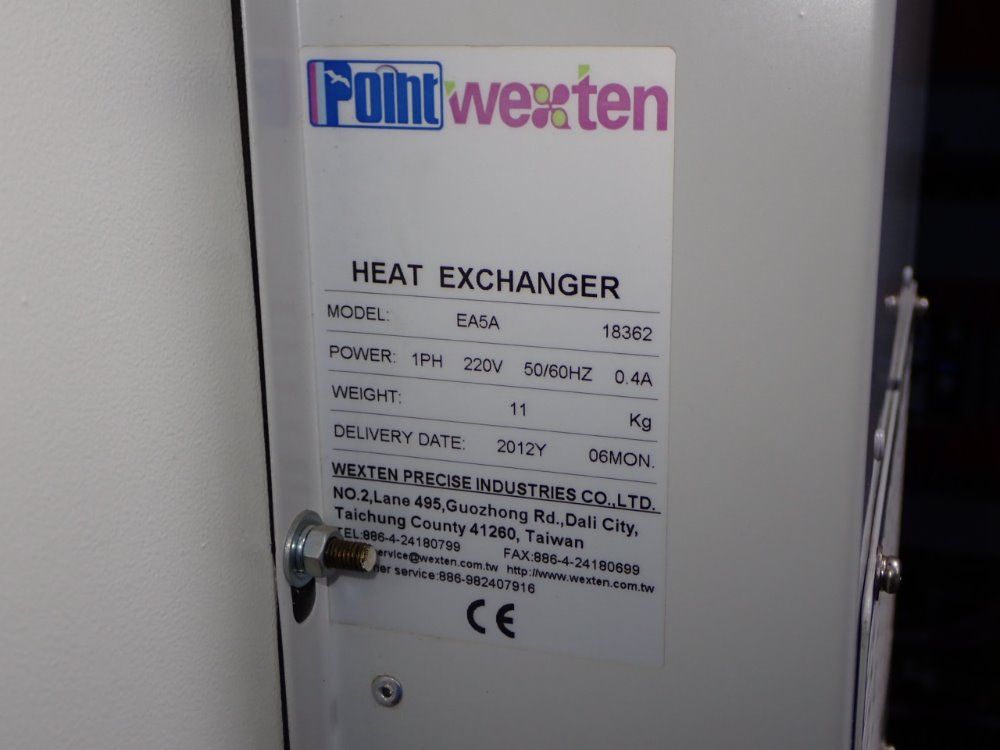 Point wexten
HEAT EXCHANGER
MODEL: EA5A 18362
POWER: 1PH 220V 50/60HZ 0.4A
WEIGHT: 11 Kg
DELIVERY DATE: 2012Y 06MON.
WEXTEN PRECISE INDUSTRIES CO.,LTD.
NO.2,Lane 495,Guozhong Rd.,Dali City,
Taichung County 41260, Taiwan
TEL:886-4-24180799 FAX:886-4-24180699
ervice@wexten.com.tw http://www.wexten.com.tw
service:886-982407916
CE